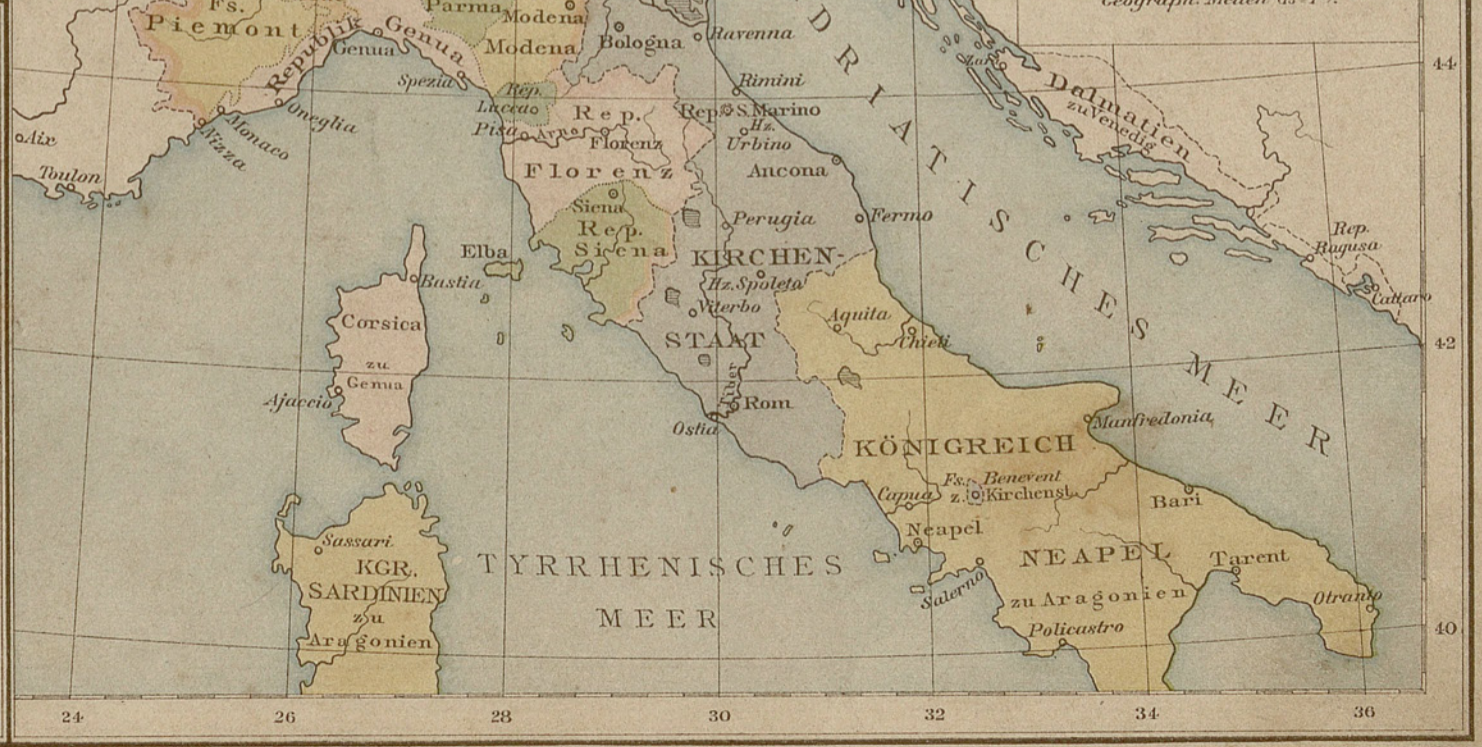 Fs.
Piemont
Parma
Modena
Modena
Bologna
Ravenna
Republik Genua
Genua
Spezia
Rimini
ADRIATISCHES MEER
Zara
Dalmatien
zu Venedig
44
Aix
Toulon
Nizza
Monaco
Oneglia
Rep.
Lucca
Pisa
Arno
Rep.
Florenz
Florenz
Rep. S. Marino
Hz.
Urbino
Ancona
Siena
Rep.
Siena
Perugia
Fermo
Rep.
Ragusa
Cattaro
Elba
Bastia
KIRCHEN-
Hz. Spoleto
Viterbo
STAAT
Aquila
Chieti
42
Corsica
zu
Genua
Ajaccio
Tiber
Rom
Ostia
Manfredonia
KÖNIGREICH
Fs. Benevent
z. Kirchenst.
Capua
Bari
Neapel
NEAPEL
Tarent
Sassari
KGR.
SARDINIEN
zu
Aragonien
TYRRHENISCHES
MEER
Salerno
zu Aragonien
Otranto
Policastro
40
24 26 28 30 32 34 36